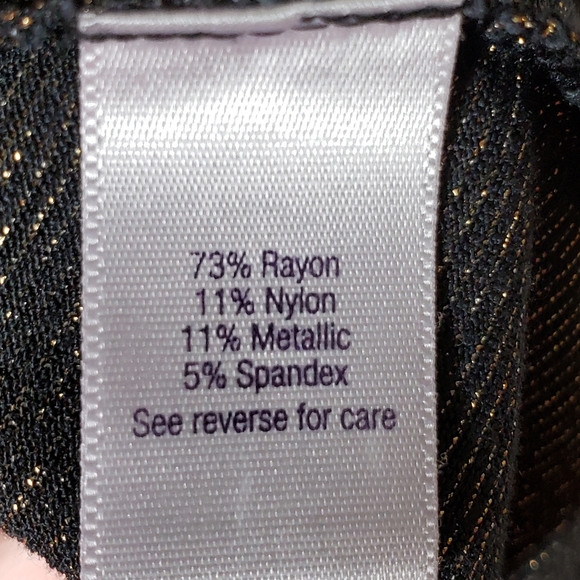 73% Rayon
11% Nylon
11% Metallic
5% Spandex
See reverse for care